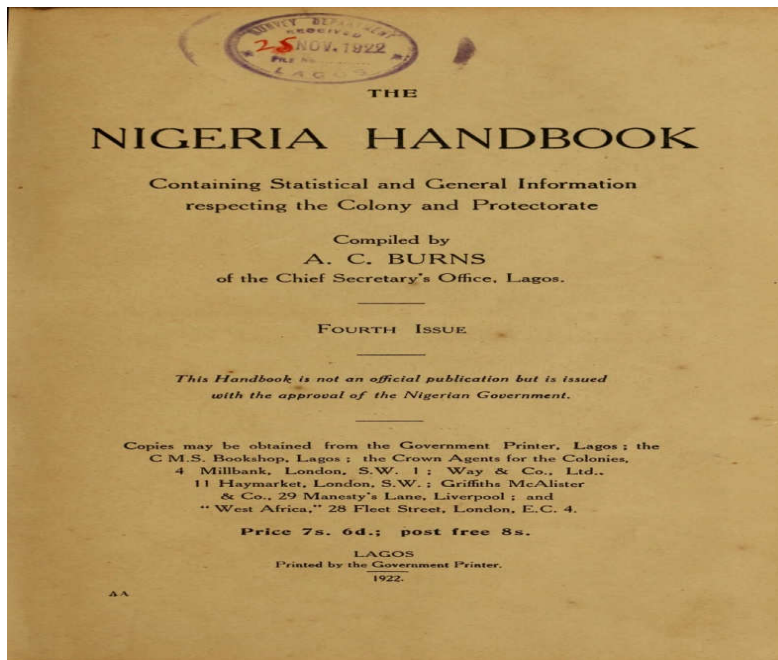 SURVEY DEPARTMENT
RECEIVED
25 NOV. 1922
FILE No.
LAGOS
THE
NIGERIA HANDBOOK
Containing Statistical and General Information
respecting the Colony and Protectorate
Compiled by
A. C. BURNS
of the Chief Secretary's Office, Lagos.
FOURTH ISSUE
This Handbook is not an official publication but is issued
with the approval of the Nigerian Government.
Copies may be obtained from the Government Printer, Lagos ; the
C M.S. Bookshop, Lagos ; the Crown Agents for the Colonies,
4 Millbank, London, S.W. 1 ; Way & Co., Ltd.,
11 Haymarket, London, S.W. ; Griffiths McAlister
& Co., 29 Manesty's Lane, Liverpool ; and
" West Africa," 28 Fleet Street, London, E.C. 4.
Price 7s. 6d.; post free 8s.
LAGOS
Printed by the Government Printer.
1922.
AA